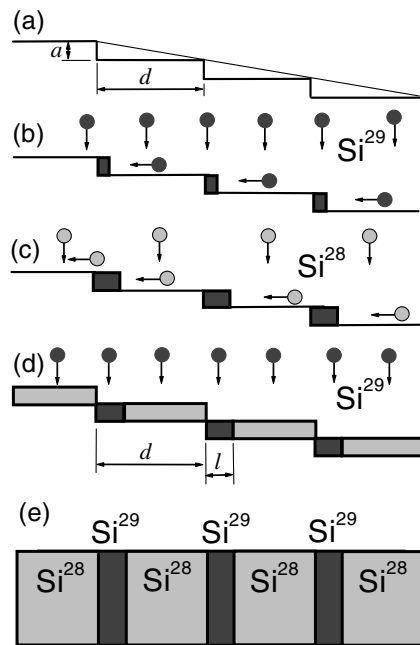 (a)
a
d
(b)
Si²⁹
(c)
Si²⁸
(d)
Si²⁹
d
l
(e)
Si²⁹ Si²⁹ Si²⁹
Si²⁸ Si²⁸ Si²⁸ Si²⁸